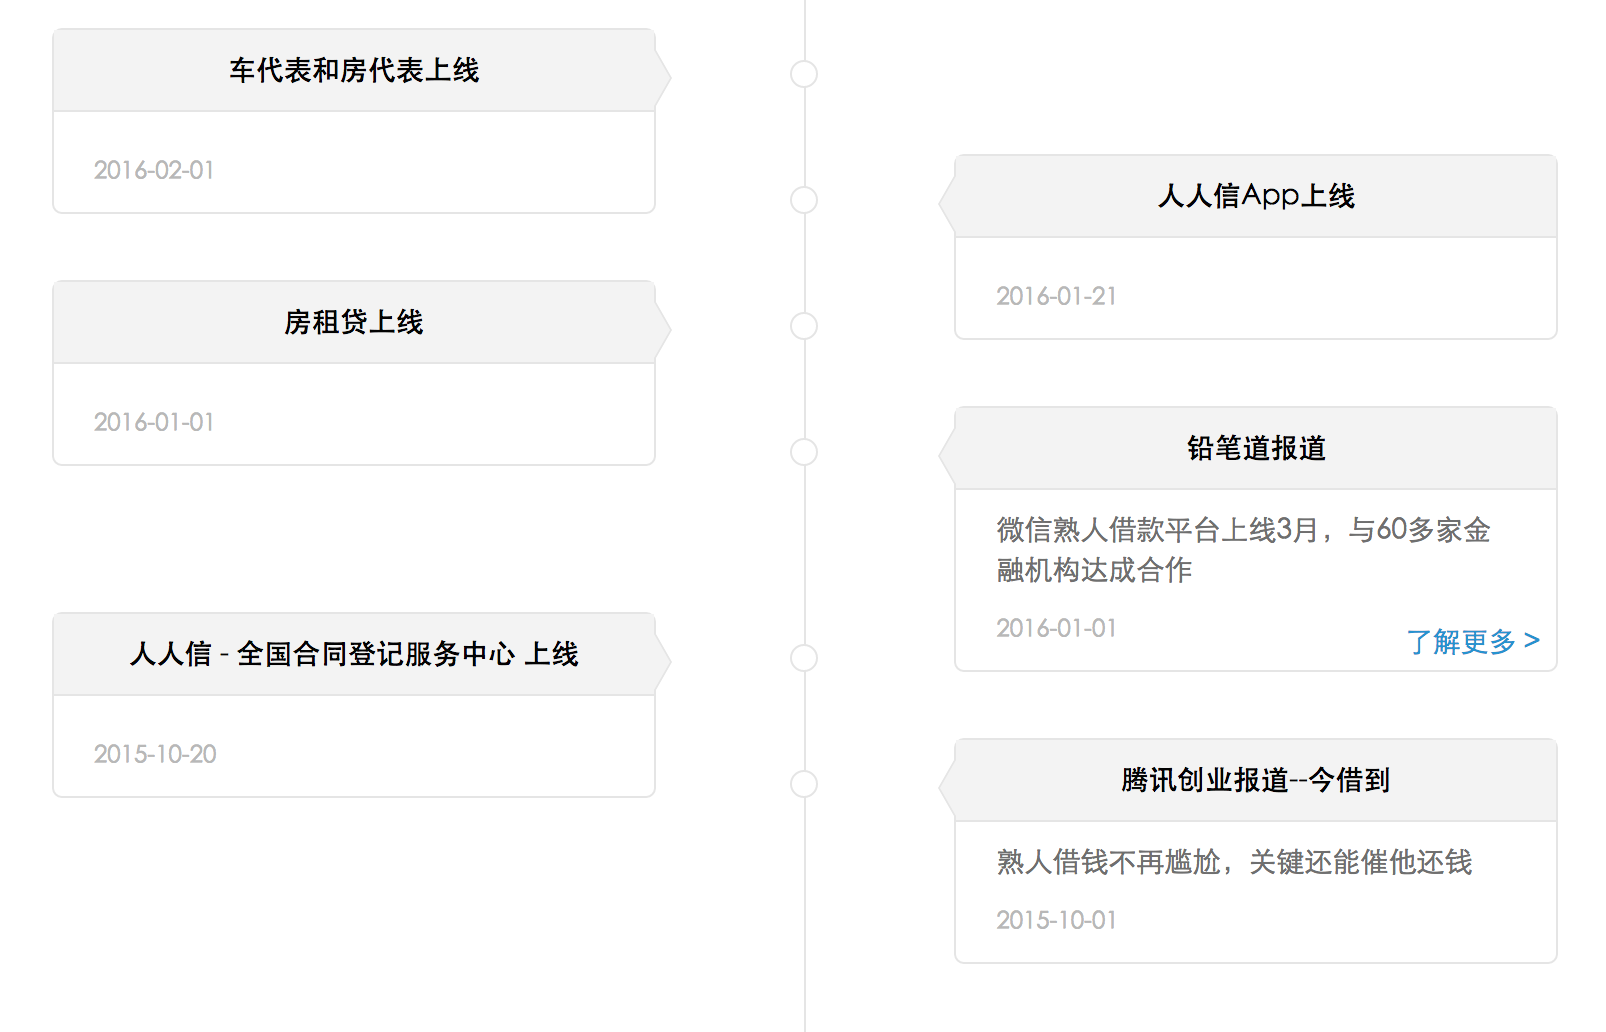 车代表和房代表上线
2016-02-01
人人信App上线
2016-01-21
房租贷上线
2016-01-01
铅笔道报道
微信熟人借款平台上线3月，与60多家金
融机构达成合作
2016-01-01
了解更多 >
人人信 - 全国合同登记服务中心 上线
2015-10-20
腾讯创业报道--今借到
熟人借钱不再尴尬，关键还能催他还钱
2015-10-01